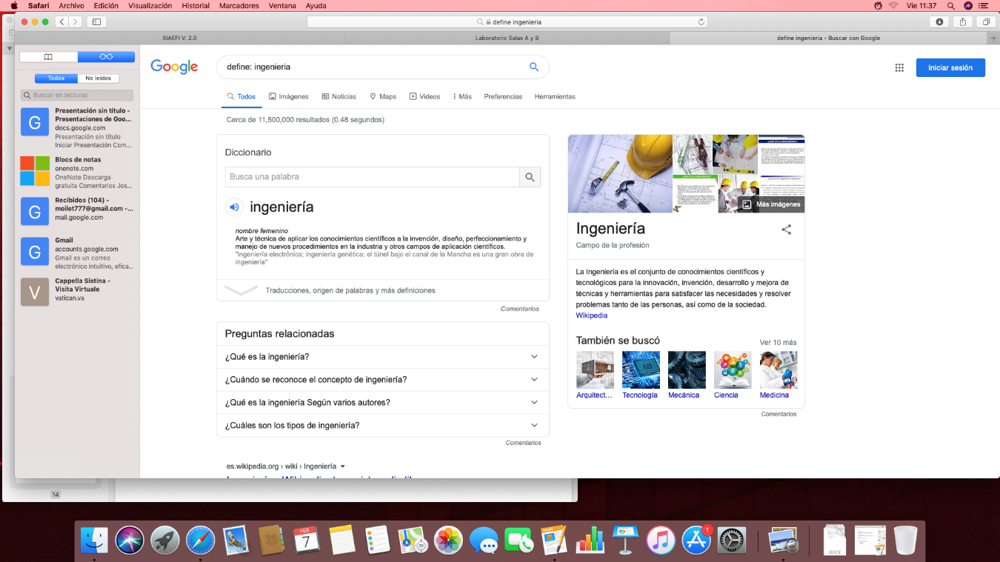 Safari Archivo Edición Visualización Historial Marcadores Ventana Ayuda
Vie 11:37
define ingenieria
SIAEFI V. 2.0
Laboratorio Salas A y B
define ingenieria - Buscar con Google
Todos No leídos
Buscar en lecturas
G
Presentación sin título -
Presentaciones de Goo...
docs.google.com
Presentación sin título
Iniciar Presentación Com...
Blocs de notas
onenote.com
OneNote Descarga
gratuita Comentarios Jos...
G
Recibidos (104) -
moilet777@gmail.com -...
mail.google.com
G
Gmail
accounts.google.com
Gmail es un correo
electrónico intuitivo, efica...
V
Cappella Sistina -
Visita Virtuale
vatican.va
14
Google
define: ingenieria
Iniciar sesión
Todos Imágenes Noticias Maps Videos Más Preferencias Herramientas
Cerca de 11,500,000 resultados (0.48 segundos)
Diccionario
Busca una palabra
ingeniería
nombre femenino
Arte y técnica de aplicar los conocimientos científicos a la invención, diseño, perfeccionamiento y
manejo de nuevos procedimientos en la industria y otros campos de aplicación científicos.
"ingeniería electrónica; ingeniería genética; el túnel bajo el canal de la Mancha es una gran obra de
ingeniería"
Traducciones, origen de palabras y más definiciones
Comentarios
Preguntas relacionadas
¿Qué es la ingeniería?
¿Cuándo se reconoce el concepto de ingeniería?
¿Qué es la ingeniería Según varios autores?
¿Cuáles son los tipos de ingeniería?
Comentarios
es.wikipedia.org › wiki › Ingeniería
Más imágenes
Ingeniería
Campo de la profesión
La Ingeniería es el conjunto de conocimientos científicos y
tecnológicos para la innovación, invención, desarrollo y mejora de
técnicas y herramientas para satisfacer las necesidades y resolver
problemas tanto de las personas, así como de la sociedad.
Wikipedia
También se buscó
Ver 10 más
Arquitect... Tecnología Mecánica Ciencia Medicina
Comentarios
FEB
7
3D
1
DOCX